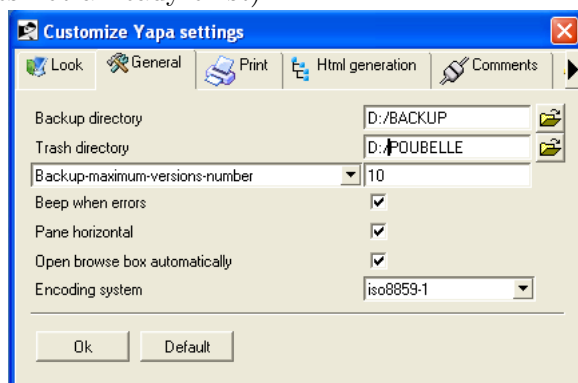 Customize Yapa settings
Look General Print Html generation Comments
Backup directory D:/BACKUP
Trash directory D:/POUBELLE
Backup-maximum-versions-number 10
Beep when errors
Pane horizontal
Open browse box automatically
Encoding system iso8859-1
Ok Default